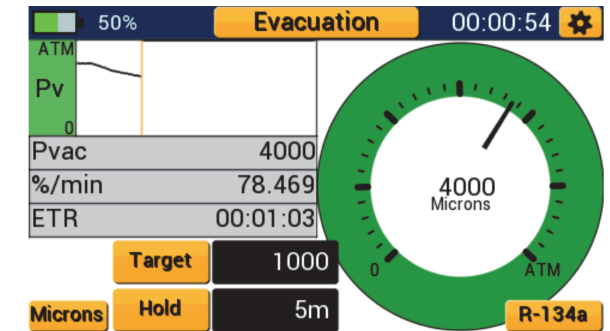 50% Evacuation 00:00:54
ATM
Pv
0
Pvac 4000
%/min 78.469
ETR 00:01:03
4000
Microns
0 ATM
Target 1000
Microns Hold 5m R-134a